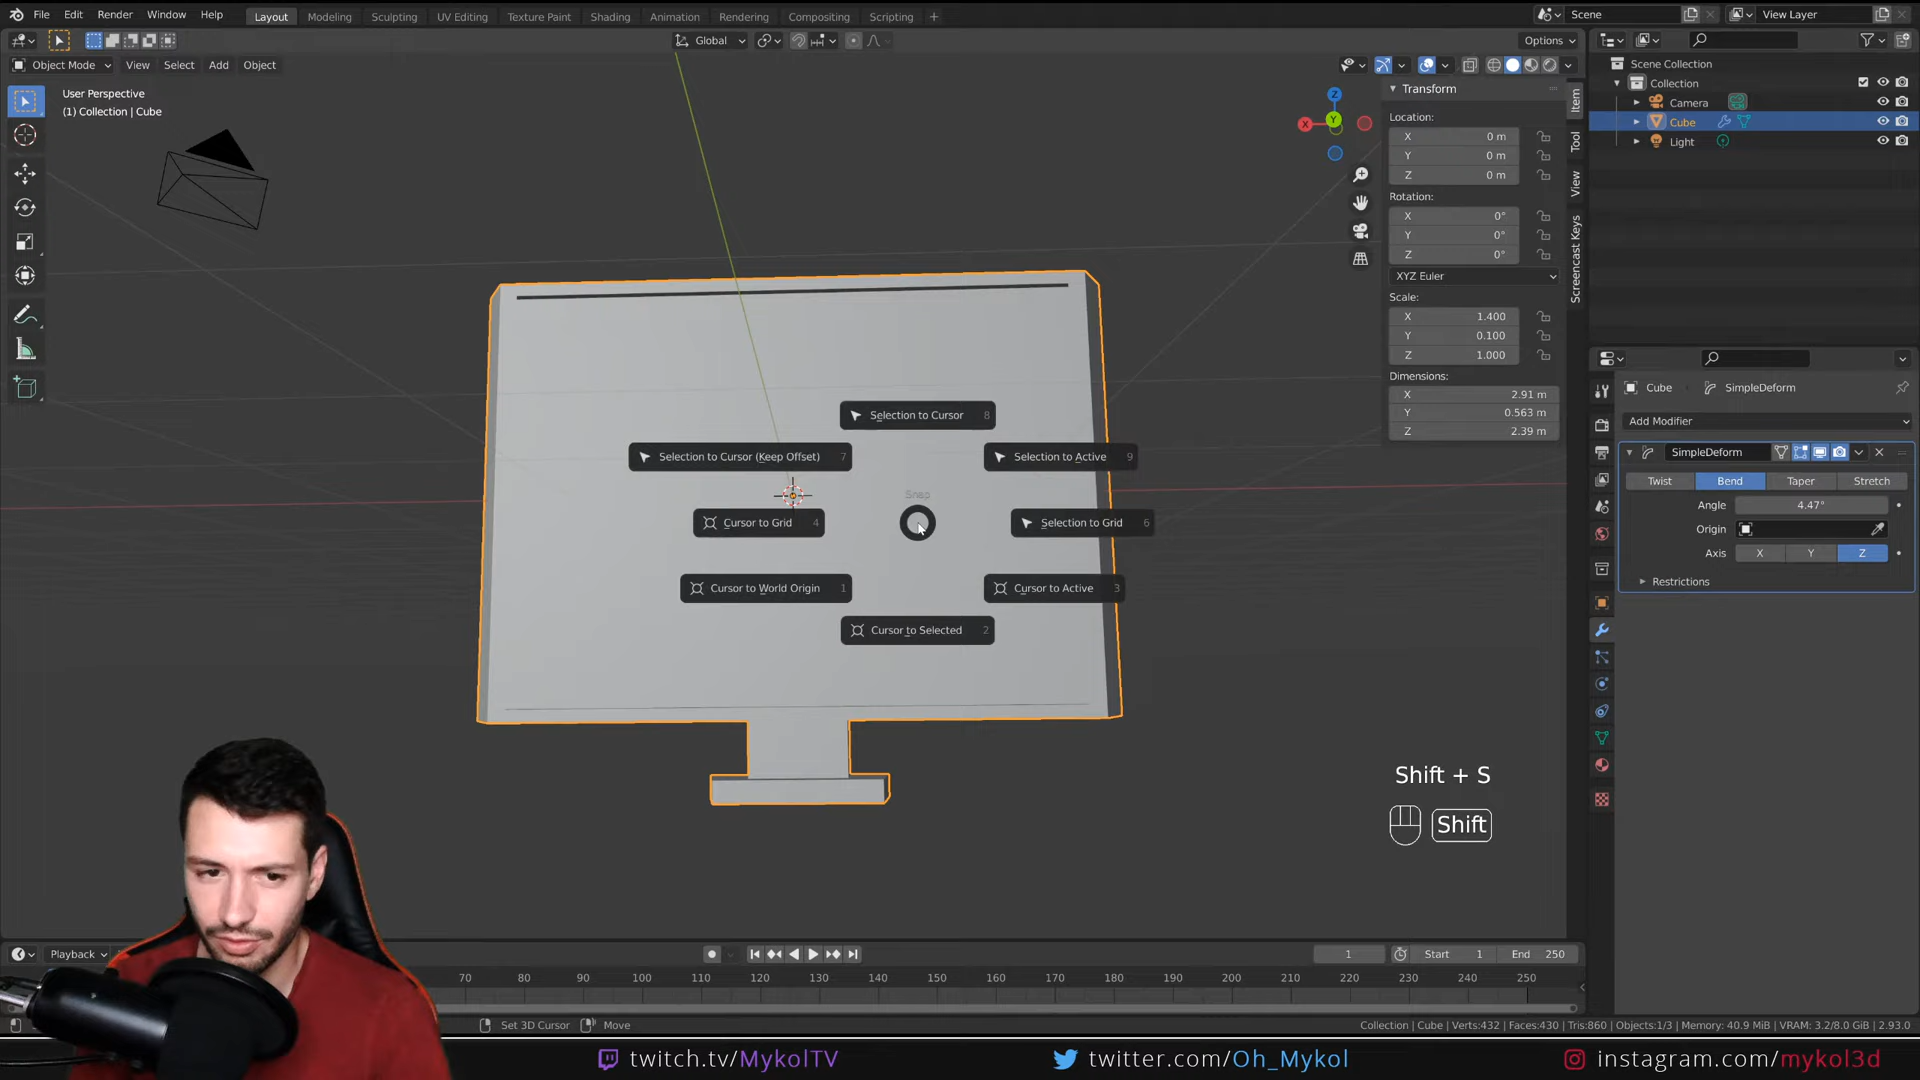 File Edit Render Window Help Layout Modeling Sculpting UV Editing Texture Paint Shading Animation Rendering Compositing Scripting + Scene View Layer
Global Options
Object Mode View Select Add Object
User Perspective
(1) Collection | Cube
Z
X
Y
Transform
Location:
X 0 m
Y 0 m
Z 0 m
Rotation:
X 0°
Y 0°
Z 0°
XYZ Euler
Scale:
X 1.400
Y 0.100
Z 1.000
Dimensions:
X 2.91 m
Y 0.563 m
Z 2.39 m
Item
Tool
View
Screencast Keys
Scene Collection
Collection
Camera
Cube
Light
Cube SimpleDeform
Add Modifier
SimpleDeform
Twist Bend Taper Stretch
Angle 4.47°
Origin
Axis X Y Z
Restrictions
Selection to Cursor 8
Selection to Cursor (Keep Offset) 7
Selection to Active 9
Snap
Cursor to Grid 4
Selection to Grid 6
Cursor to World Origin 1
Cursor to Active 3
Cursor to Selected 2
Shift + S
Shift
Playback 1 Start 1 End 250
70 80 90 100 110 120 130 140 150 160 170 180 190 200 210 220 230 240 250
Set 3D Cursor Move Collection | Cube | Verts:432 | Faces:430 | Tris:860 | Objects:1/3 | Memory: 40.9 MiB | VRAM: 3.2/8.0 GiB | 2.93.0
twitch.tv/MykolTV twitter.com/Oh_Mykol instagram.com/mykol3d